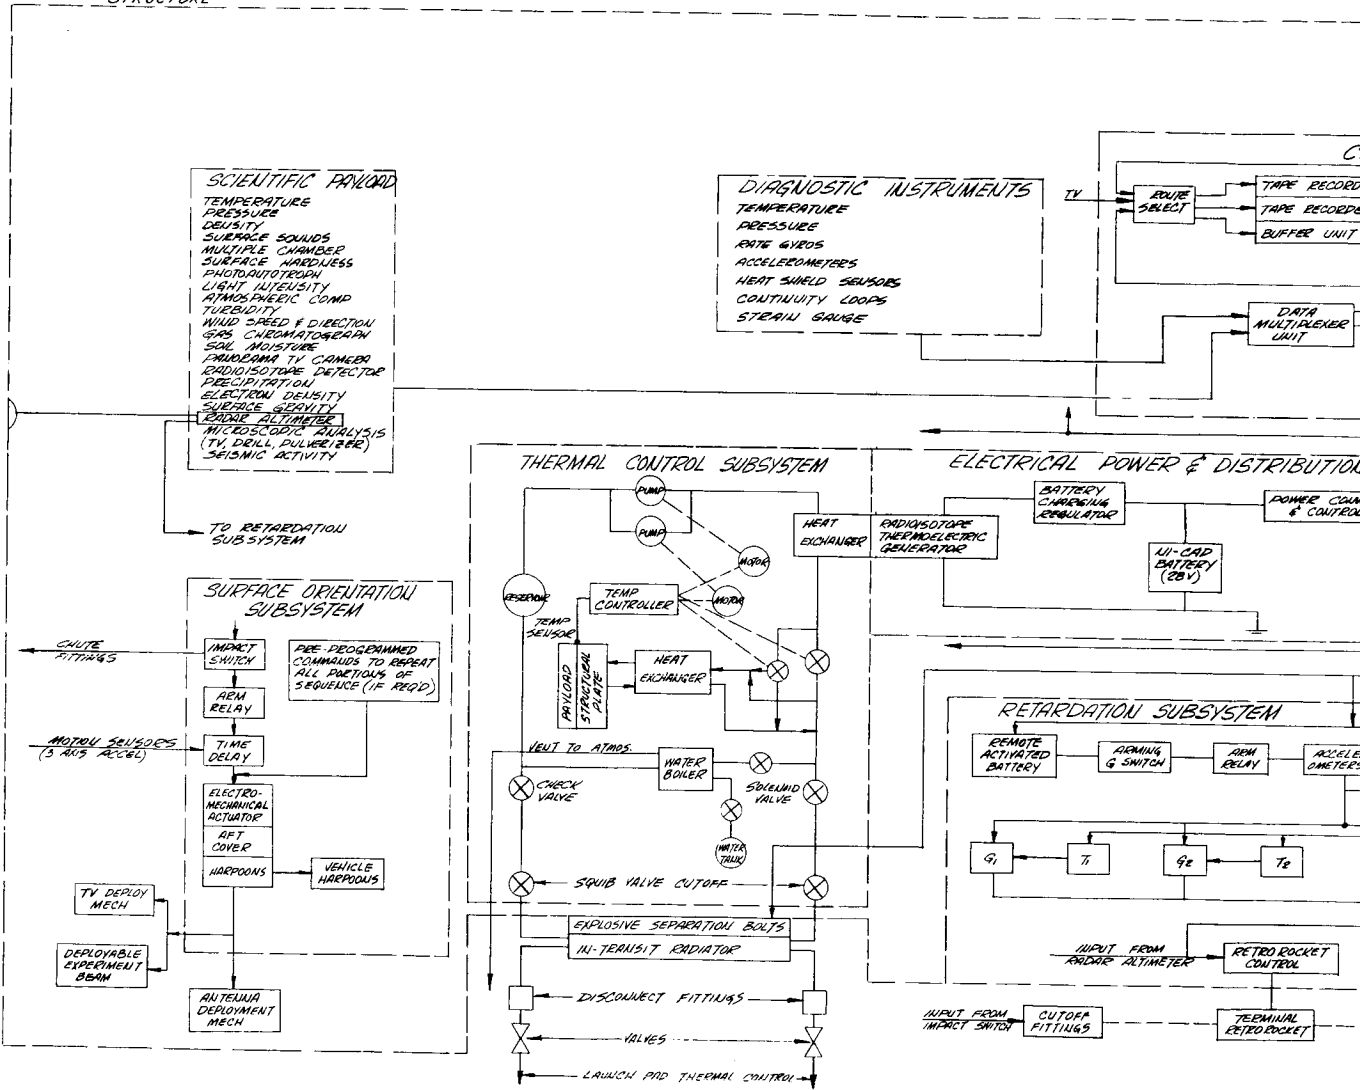 STRUCTURE
SCIENTIFIC PAYLOAD
TEMPERATURE
PRESSURE
DENSITY
SURFACE SOUNDS
MULTIPLE CHAMBER
SURFACE HARDNESS
PHOTOAUTOTROPH
LIGHT INTENSITY
ATMOSPHERIC COMP
TURBIDITY
WIND SPEED & DIRECTION
GAS CHROMATOGRAPH
SOIL MOISTURE
PANORAMA TV CAMERA
RADIOISOTOPE DETECTOR
PRECIPITATION
ELECTRON DENSITY
SURFACE GRAVITY
RADAR ALTIMETER
MICROSCOPIC ANALYSIS
(TV, DRILL, PULVERIZER)
SEISMIC ACTIVITY
TO RETARDATION
SUBSYSTEM
DIAGNOSTIC INSTRUMENTS
TEMPERATURE
PRESSURE
RATE GYROS
ACCELEROMETERS
HEAT SHIELD SENSORS
CONTINUITY LOOPS
STRAIN GAUGE
TV
ROUTE
SELECT
TAPE RECORD
TAPE RECORDE
BUFFER UNIT
DATA
MULTIPLEXER
UNIT
THERMAL CONTROL SUBSYSTEM
PUMP
PUMP
MOTOR
MOTOR
RESERVOIR
TEMP
CONTROLLER
TEMP
SENSOR
HEAT
EXCHANGER
PAYLOAD
STRUCTURAL
PLATE
HEAT
EXCHANGER
VENT TO ATMOS.
WATER
BOILER
CHECK
VALVE
SOLENOID
VALVE
WATER
TANK
SQUIB VALVE CUTOFF
EXPLOSIVE SEPARATION BOLTS
IN-TRANSIT RADIATOR
DISCONNECT FITTINGS
VALVES
LAUNCH PAD THERMAL CONTROL
ELECTRICAL POWER & DISTRIBUTION
RADIOISOTOPE
THERMOELECTRIC
GENERATOR
BATTERY
CHARGING
REGULATOR
POWER CON
& CONTROL
NI-CAD
BATTERY
(28V)
SURFACE ORIENTATION
SUBSYSTEM
CHUTE
FITTINGS
IMPACT
SWITCH
PRE-PROGRAMMED
COMMANDS TO REPEAT
ALL PORTIONS OF
SEQUENCE (IF REQ'D)
ARM
RELAY
MOTION SENSORS
(3 AXIS ACCEL)
TIME
DELAY
ELECTRO-
MECHANICAL
ACTUATOR
AFT
COVER
HARPOONS
VEHICLE
HARPOONS
TV DEPLOY
MECH
DEPLOYABLE
EXPERIMENT
BEAM
ANTENNA
DEPLOYMENT
MECH
RETARDATION SUBSYSTEM
REMOTE
ACTIVATED
BATTERY
ARMING
G SWITCH
ARM
RELAY
ACCELE
OMETERS
G1
T1
G2
T2
INPUT FROM
RADAR ALTIMETER
RETRO ROCKET
CONTROL
INPUT FROM
IMPACT SWITCH
CUTOFF
FITTINGS
TERMINAL
RETRO ROCKET